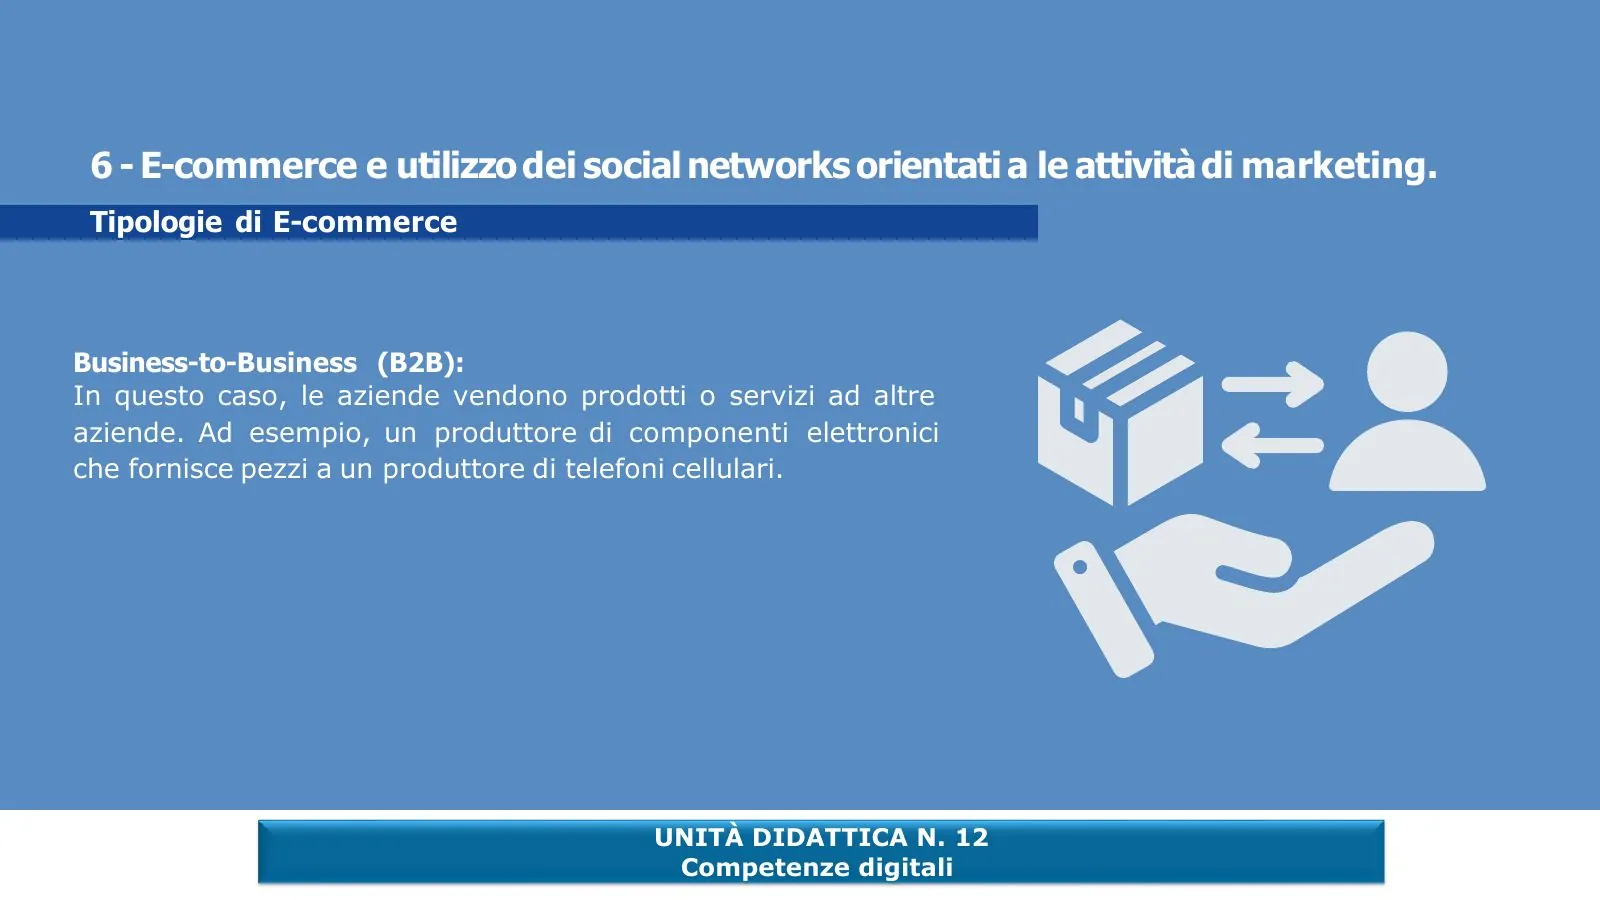 6 - E-commerce e utilizzo dei social networks orientati a le attività di marketing.
Tipologie di E-commerce
Business-to-Business (B2B):
In questo caso, le aziende vendono prodotti o servizi ad altre
aziende. Ad esempio, un produttore di componenti elettronici
che fornisce pezzi a un produttore di telefoni cellulari.
UNITÀ DIDATTICA N. 12
Competenze digitali